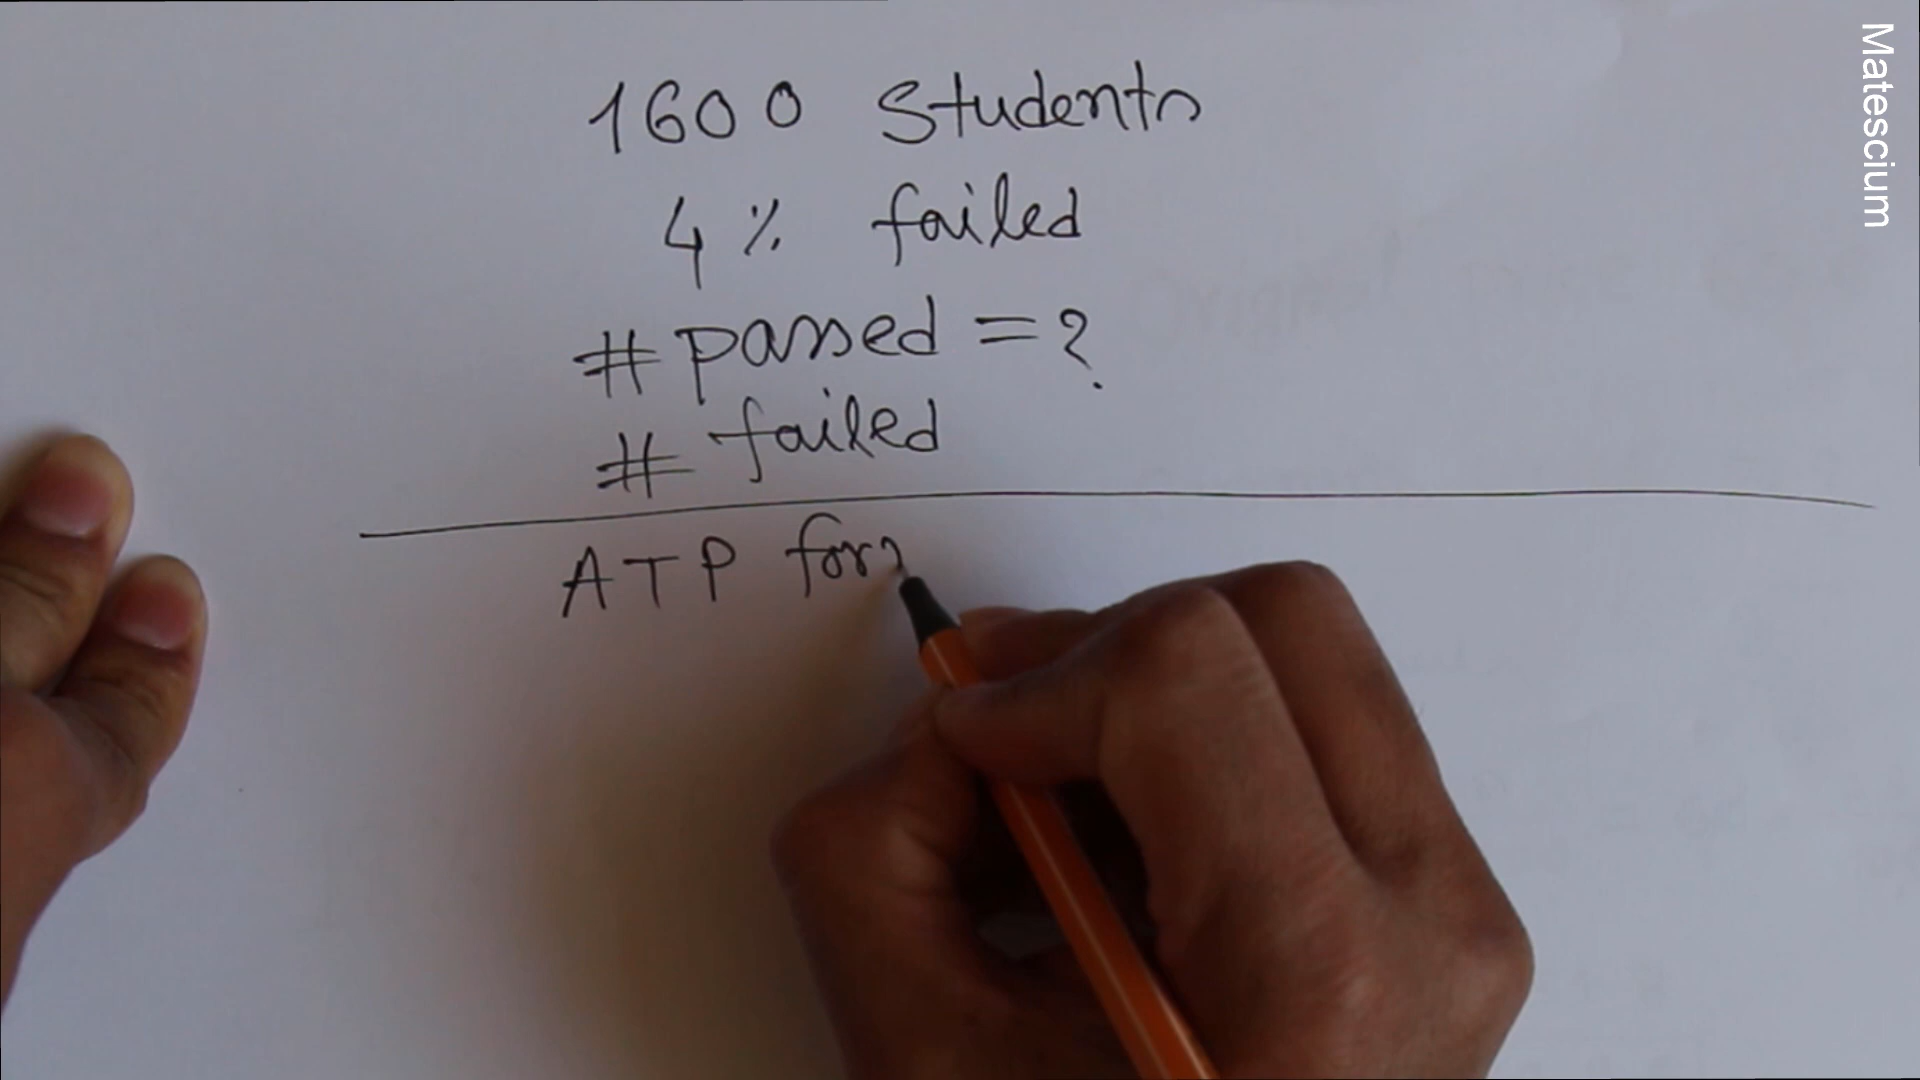 1600 Students
4 % failed
# passed = ?
# failed
ATP for
Matescium